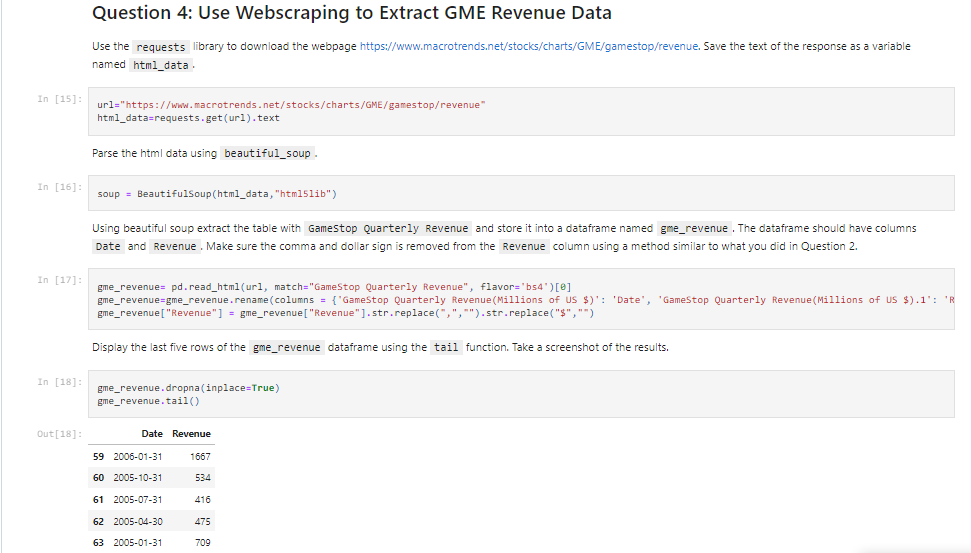 Question 4: Use Webscraping to Extract GME Revenue Data
Use the requests library to download the webpage https://www.macrotrends.net/stocks/charts/GME/gamestop/revenue. Save the text of the response as a variable
named html_data.
In [15]:
url="https://www.macrotrends.net/stocks/charts/GME/gamestop/revenue"
html_data=requests.get(url).text
Parse the html data using beautiful_soup.
In [16]:
soup = BeautifulSoup(html_data,"html5lib")
Using beautiful soup extract the table with GameStop Quarterly Revenue and store it into a dataframe named gme_revenue. The dataframe should have columns
Date and Revenue. Make sure the comma and dollar sign is removed from the Revenue column using a method similar to what you did in Question 2.
In [17]:
gme_revenue= pd.read_html(url, match="GameStop Quarterly Revenue", flavor='bs4')[0]
gme_revenue=gme_revenue.rename(columns = {'GameStop Quarterly Revenue(Millions of US $)': 'Date', 'GameStop Quarterly Revenue(Millions of US $).1': 'R
gme_revenue["Revenue"] = gme_revenue["Revenue"].str.replace(",","").str.replace("$","")
Display the last five rows of the gme_revenue dataframe using the tail function. Take a screenshot of the results.
In [18]:
gme_revenue.dropna(inplace=True)
gme_revenue.tail()
Out[18]:
Date Revenue
59 2006-01-31 1667
60 2005-10-31 534
61 2005-07-31 416
62 2005-04-30 475
63 2005-01-31 709